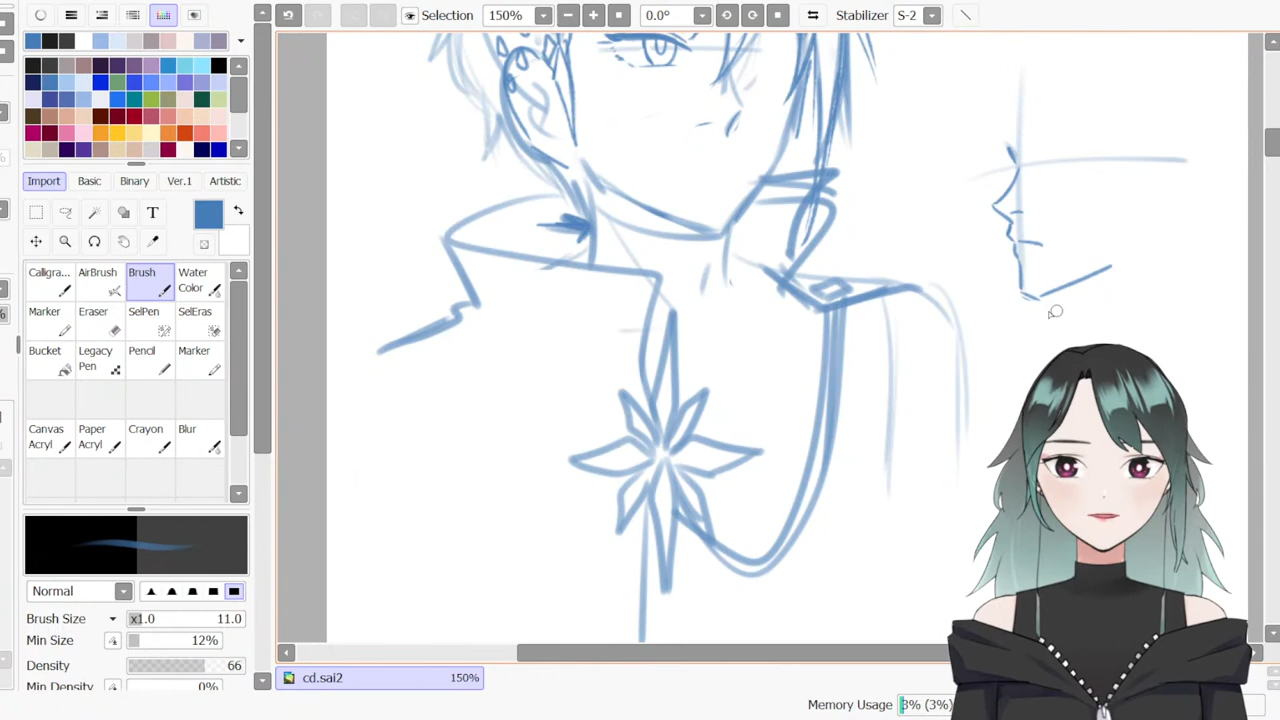 Selection 150% 0.0° Stabilizer S-2
Import Basic Binary Ver.1 Artistic
T
Calligra... AirBrush Brush Water Color
Marker Eraser SelPen SelEras
Bucket Legacy Pen Pencil Marker
Canvas Acryl Paper Acryl Crayon Blur
Normal
Brush Size x1.0 11.0
Min Size 12%
Density 66
Min Density 0%
cd.sai2 150%
Memory Usage 3% (3%)